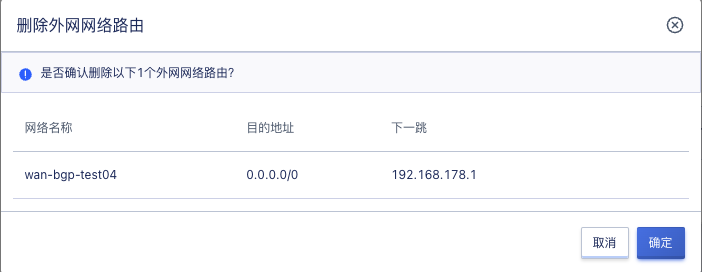 删除外网网络路由
是否确认删除以下1个外网网络路由?
网络名称 目的地址 下一跳
wan-bgp-test04 0.0.0.0/0 192.168.178.1
取消 确定